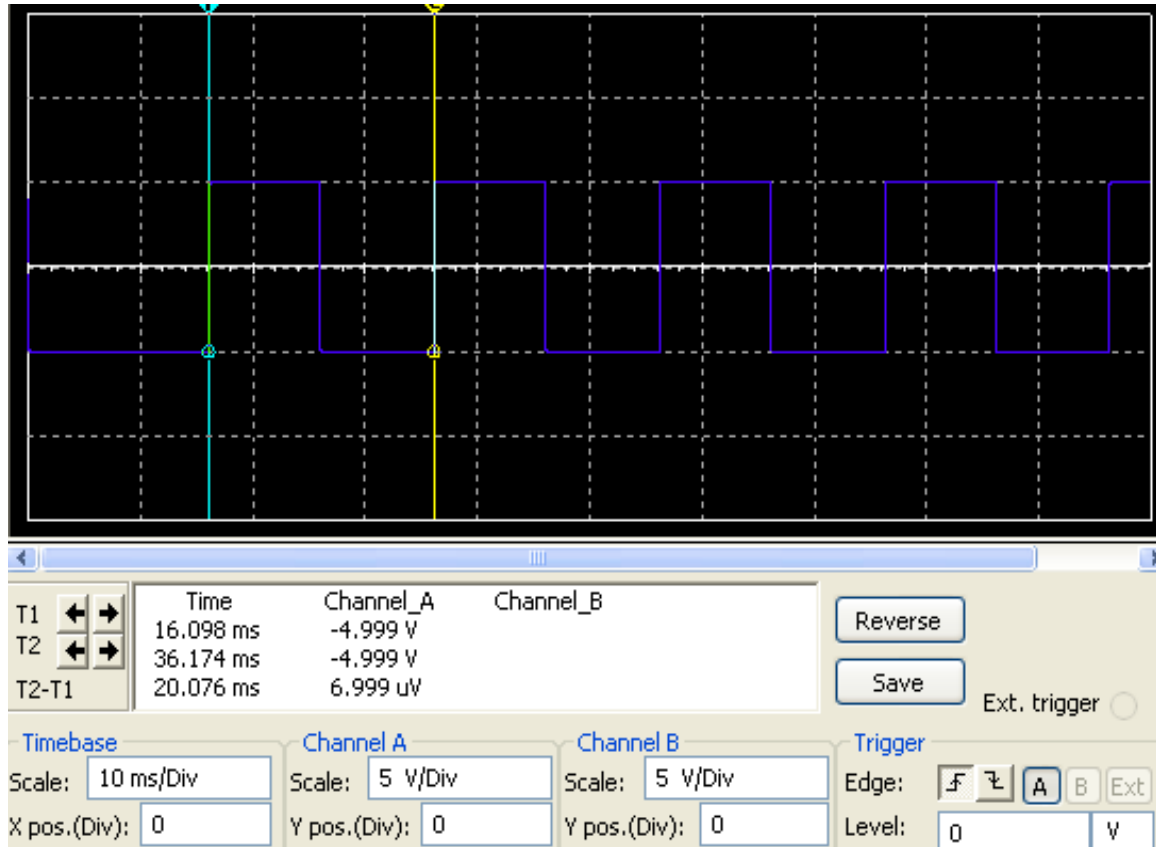 Time Channel_A Channel_B
T1 16.098 ms -4.999 V
T2 36.174 ms -4.999 V
T2-T1 20.076 ms 6.999 uV
Reverse
Save
Ext. trigger
Timebase Channel A Channel B Trigger
Scale: 10 ms/Div Scale: 5 V/Div Scale: 5 V/Div Edge: A B Ext
X pos.(Div): 0 Y pos.(Div): 0 Y pos.(Div): 0 Level: 0 V